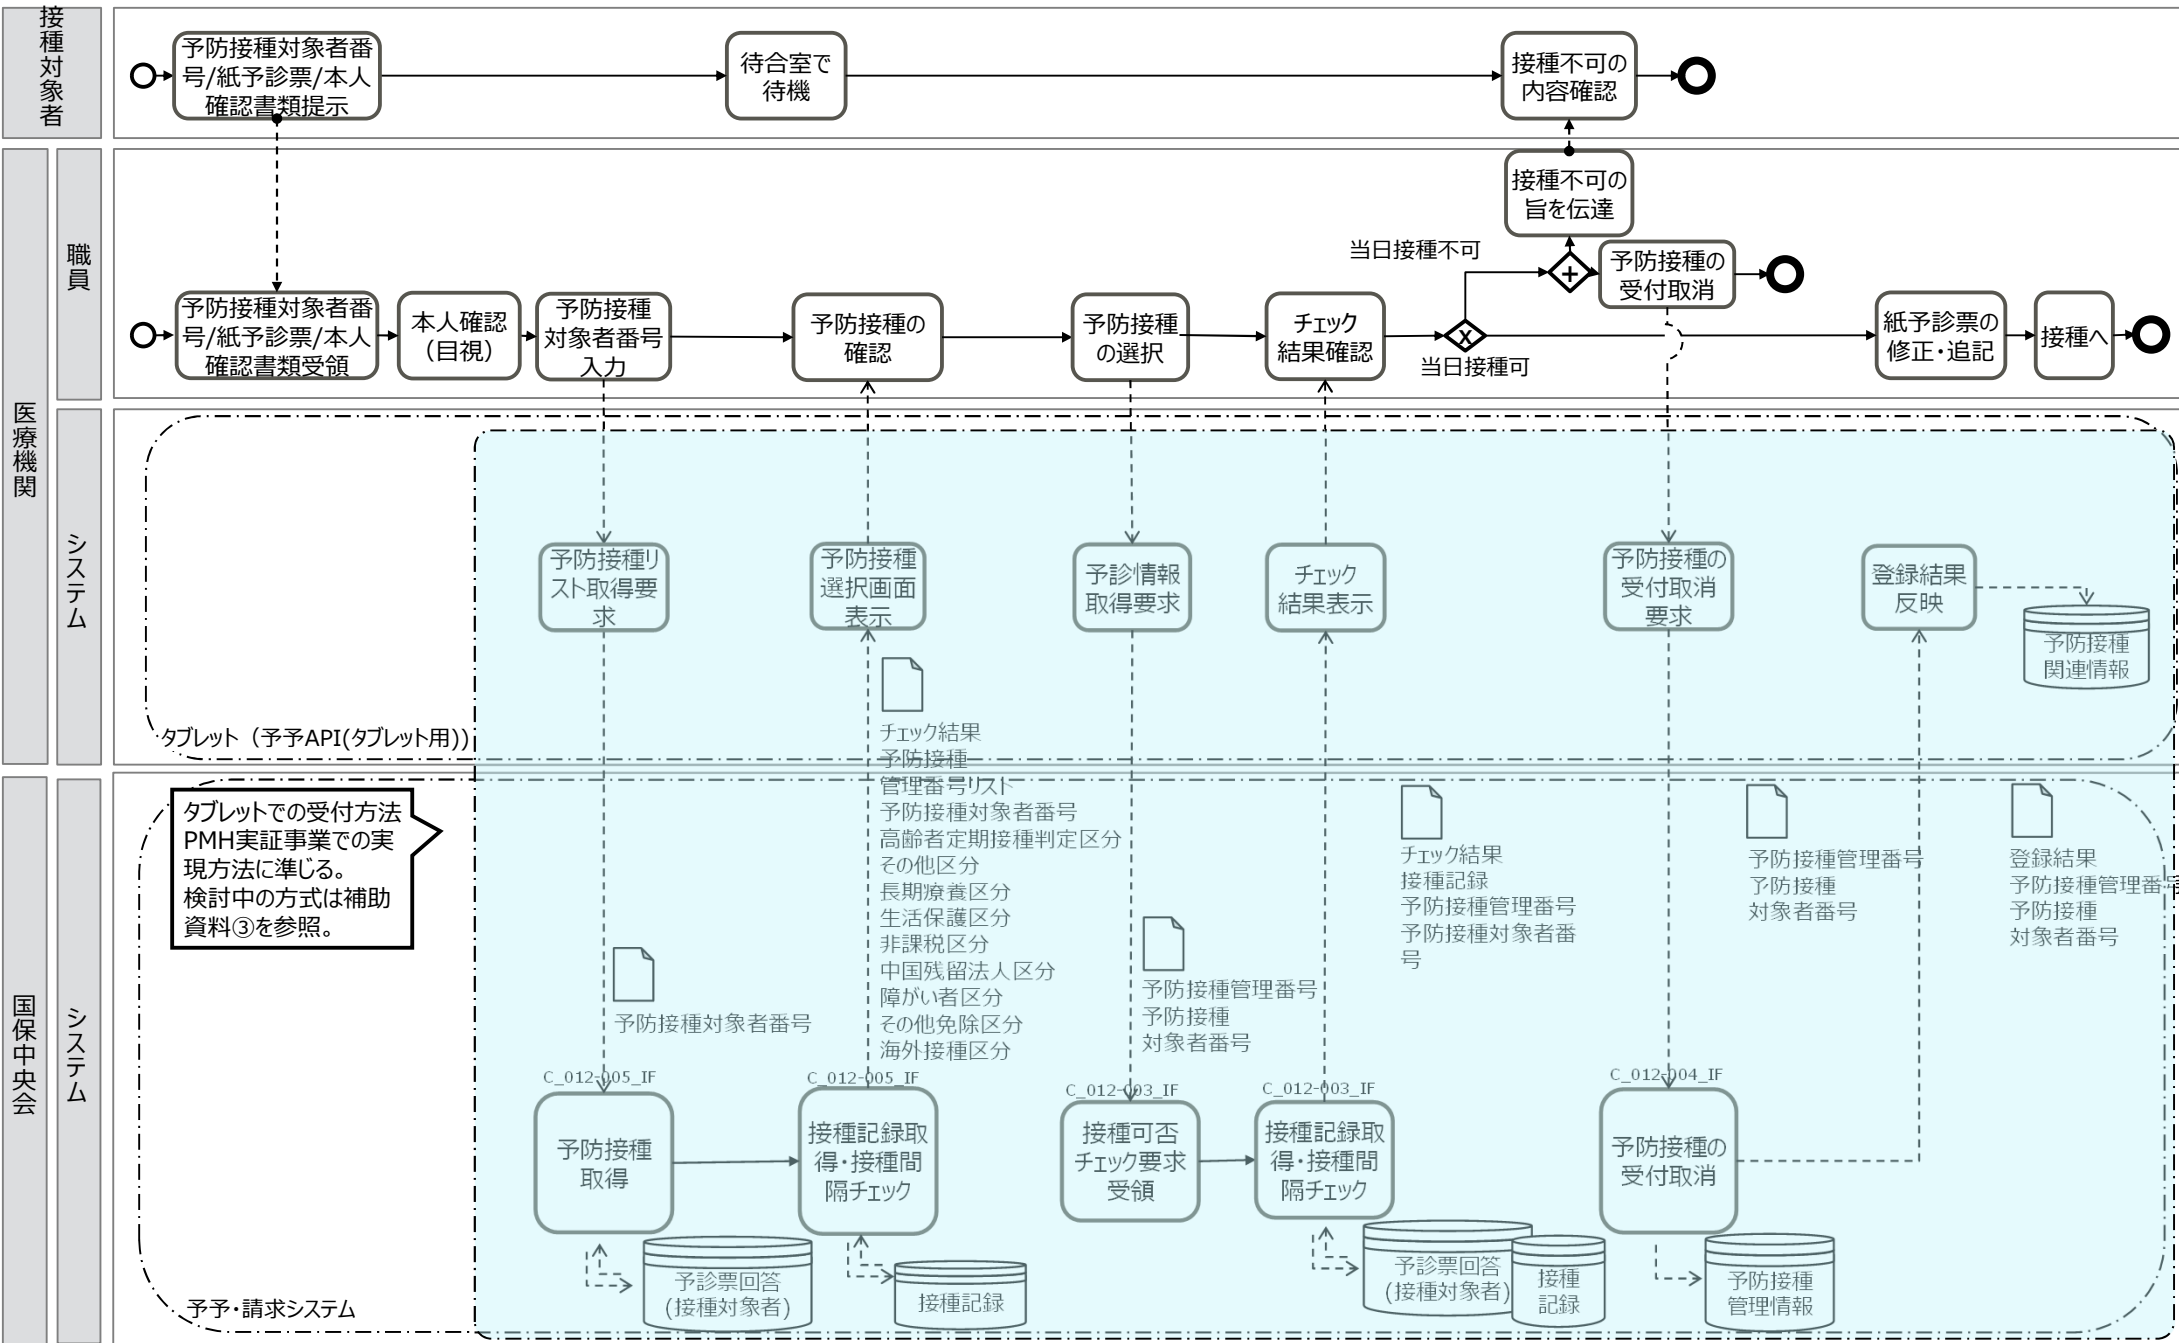 接種対象者
予防接種対象者番
号/紙予診票/本人
確認書類提示
待合室で
待機
接種不可の
内容確認
医療機関
職員
接種不可の
旨を伝達
当日接種不可
+
予防接種の
受付取消
予防接種対象者番
号/紙予診票/本人
確認書類受領
本人確認
（目視）
予防接種
対象者番号
入力
予防接種の
確認
予防接種
の選択
チェック
結果確認
X
当日接種可
紙予診票の
修正・追記
接種へ
システム
予防接種リ
スト取得要
求
予防接種
選択画面
表示
予診情報
取得要求
チェック
結果表示
予防接種の
受付取消
要求
登録結果
反映
予防接種
関連情報
タブレット（予予API(タブレット用)）
国保中央会
システム
タブレットでの受付方法
PMH実証事業での実
現方法に準じる。
検討中の方式は補助
資料③を参照。
予防接種対象者番号
チェック結果
予防接種
管理番号リスト
予防接種対象者番号
高齢者定期接種判定区分
その他区分
長期療養区分
生活保護区分
非課税区分
中国残留法人区分
障がい者区分
その他免除区分
海外接種区分
予防接種管理番号
予防接種
対象者番号
チェック結果
接種記録
予防接種管理番号
予防接種対象者番
号
予防接種管理番号
予防接種
対象者番号
登録結果
予防接種管理番号
予防接種
対象者番号
C_012-005_IF
予防接種
取得
C_012-005_IF
接種記録取
得・接種間
隔チェック
C_012-003_IF
接種可否
チェック要求
受領
C_012-003_IF
接種記録取
得・接種間
隔チェック
C_012-004_IF
予防接種の
受付取消
予診票回答
(接種対象者)
接種記録
予診票回答
(接種対象者)
接種
記録
予防接種
管理情報
予予・請求システム